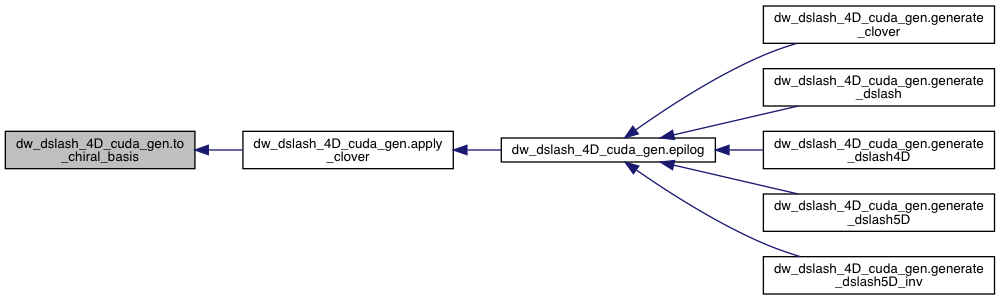 dw_dslash_4D_cuda_gen.to
_chiral_basis
dw_dslash_4D_cuda_gen.apply
_clover
dw_dslash_4D_cuda_gen.epilog
dw_dslash_4D_cuda_gen.generate
_clover
dw_dslash_4D_cuda_gen.generate
_dslash
dw_dslash_4D_cuda_gen.generate
_dslash4D
dw_dslash_4D_cuda_gen.generate
_dslash5D
dw_dslash_4D_cuda_gen.generate
_dslash5D_inv